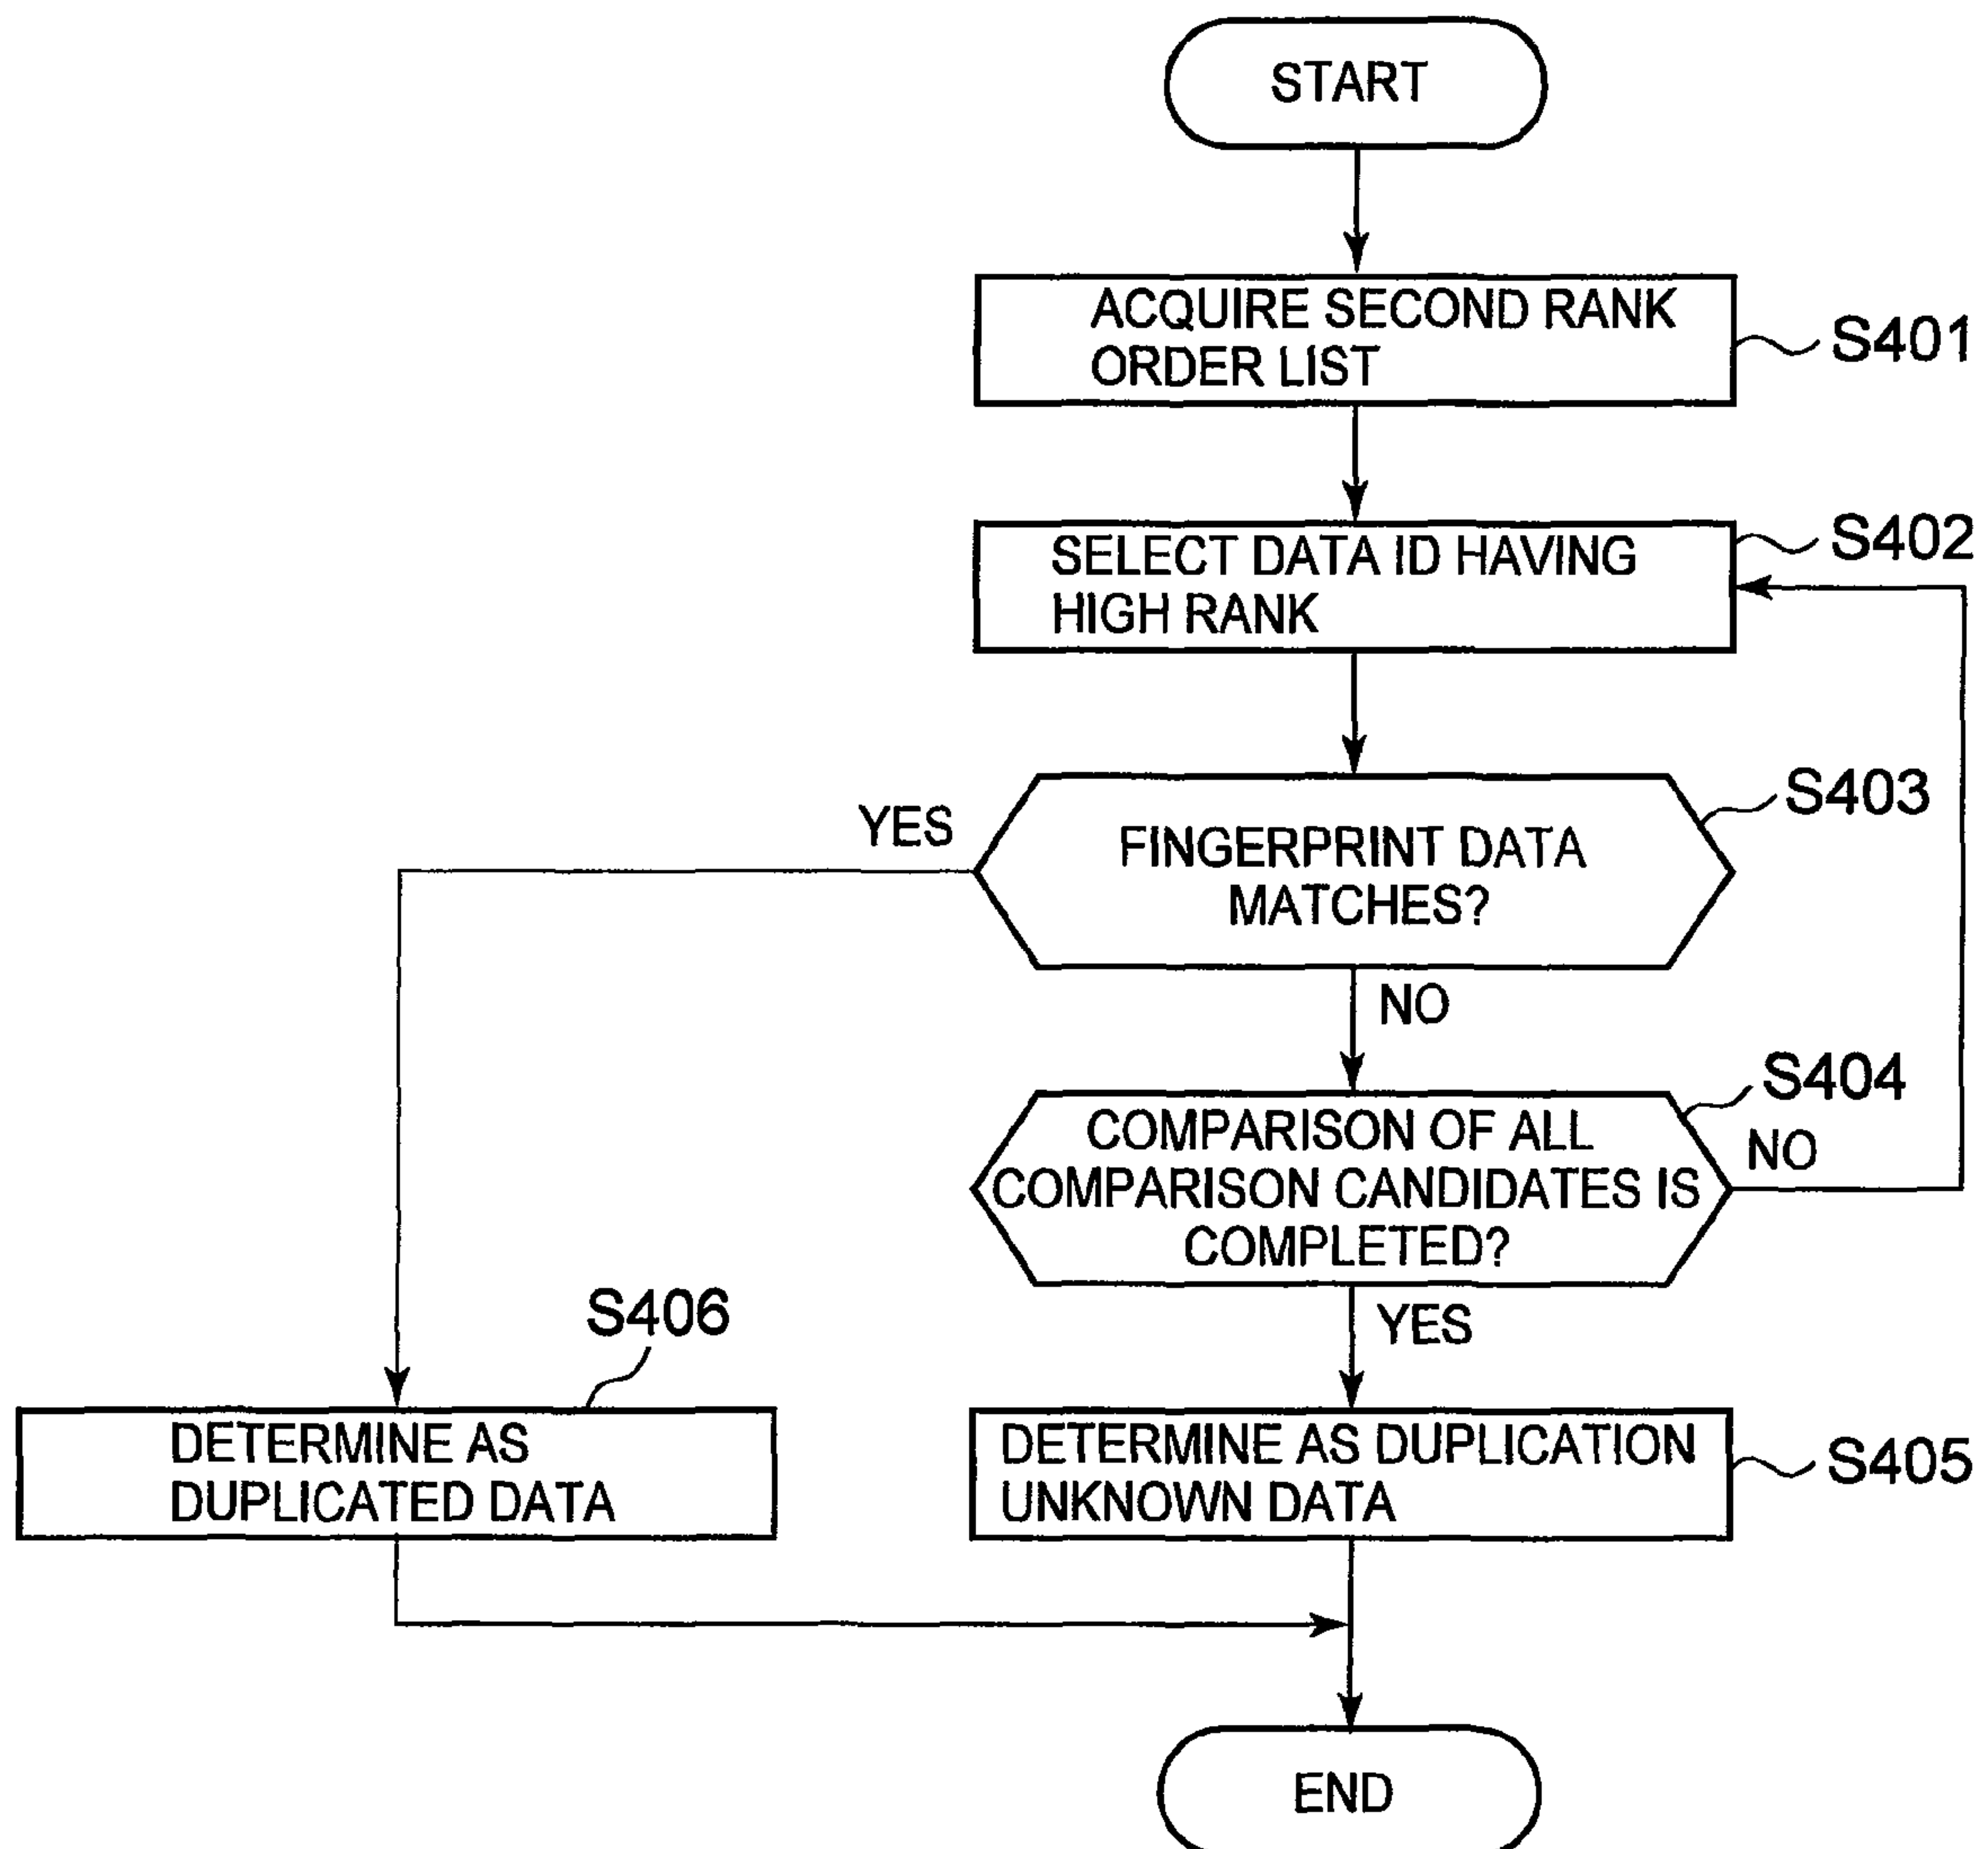 START
ACQUIRE SECOND RANK
ORDER LIST
S401
SELECT DATA ID HAVING
HIGH RANK
S402
FINGERPRINT DATA
MATCHES?
S403
YES
NO
COMPARISON OF ALL
COMPARISON CANDIDATES IS
COMPLETED?
S404
NO
YES
S406
DETERMINE AS
DUPLICATED DATA
DETERMINE AS DUPLICATION
UNKNOWN DATA
S405
END